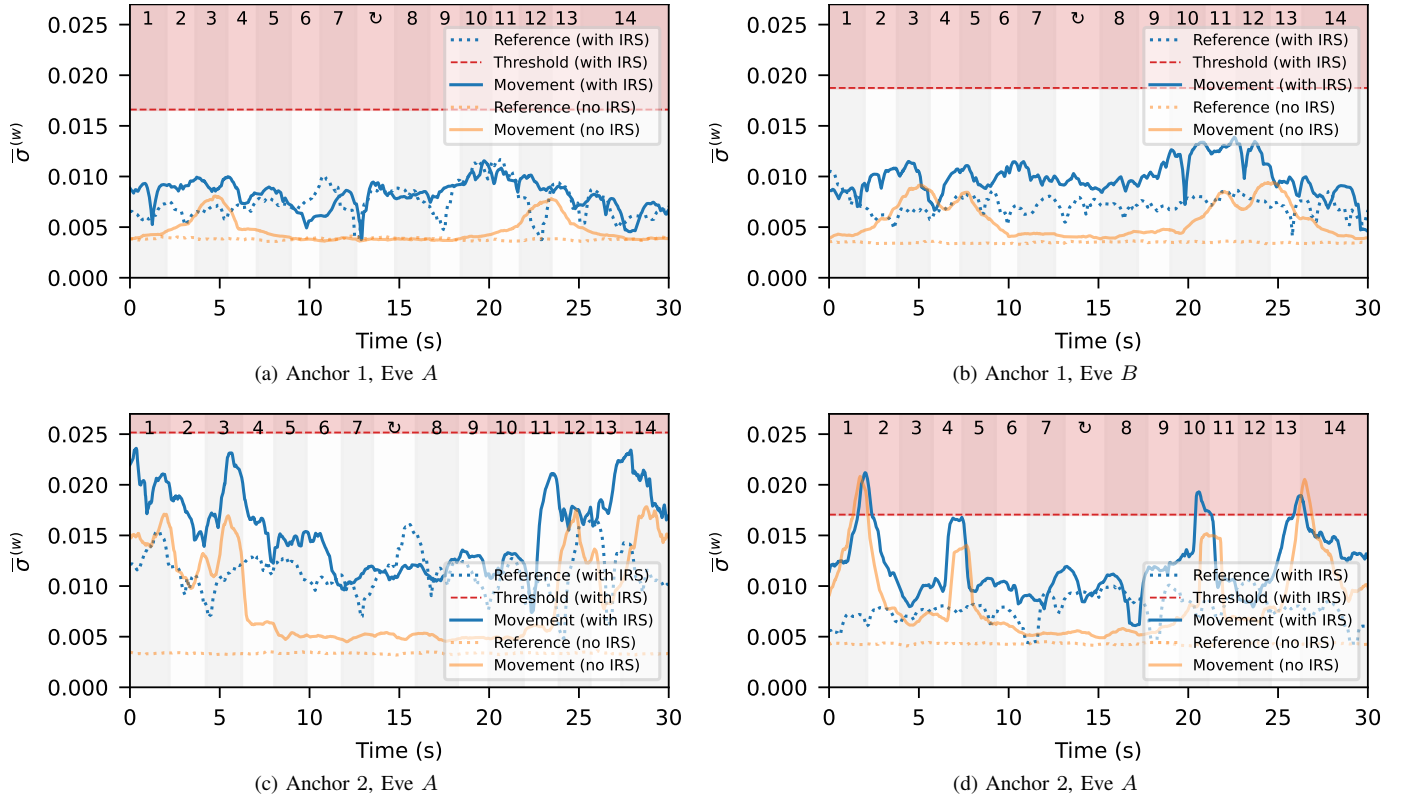 1 2 3 4 5 6 7 ↻ 8 9 10 11 12 13 14
0.025
0.020
0.015
0.010
0.005
0.000
σ̅(w)
Reference (with IRS)
Threshold (with IRS)
Movement (with IRS)
Reference (no IRS)
Movement (no IRS)
0 5 10 15 20 25 30
Time (s)
(a) Anchor 1, Eve A
1 2 3 4 5 6 7 ↻ 8 9 10 11 12 13 14
0.025
0.020
0.015
0.010
0.005
0.000
σ̅(w)
Reference (with IRS)
Threshold (with IRS)
Movement (with IRS)
Reference (no IRS)
Movement (no IRS)
0 5 10 15 20 25 30
Time (s)
(b) Anchor 1, Eve B
1 2 3 4 5 6 7 ↻ 8 9 10 11 12 13 14
0.025
0.020
0.015
0.010
0.005
0.000
σ̅(w)
Reference (with IRS)
Threshold (with IRS)
Movement (with IRS)
Reference (no IRS)
Movement (no IRS)
0 5 10 15 20 25 30
Time (s)
(c) Anchor 2, Eve A
1 2 3 4 5 6 7 ↻ 8 9 10 11 12 13 14
0.025
0.020
0.015
0.010
0.005
0.000
σ̅(w)
Reference (with IRS)
Threshold (with IRS)
Movement (with IRS)
Reference (no IRS)
Movement (no IRS)
0 5 10 15 20 25 30
Time (s)
(d) Anchor 2, Eve A